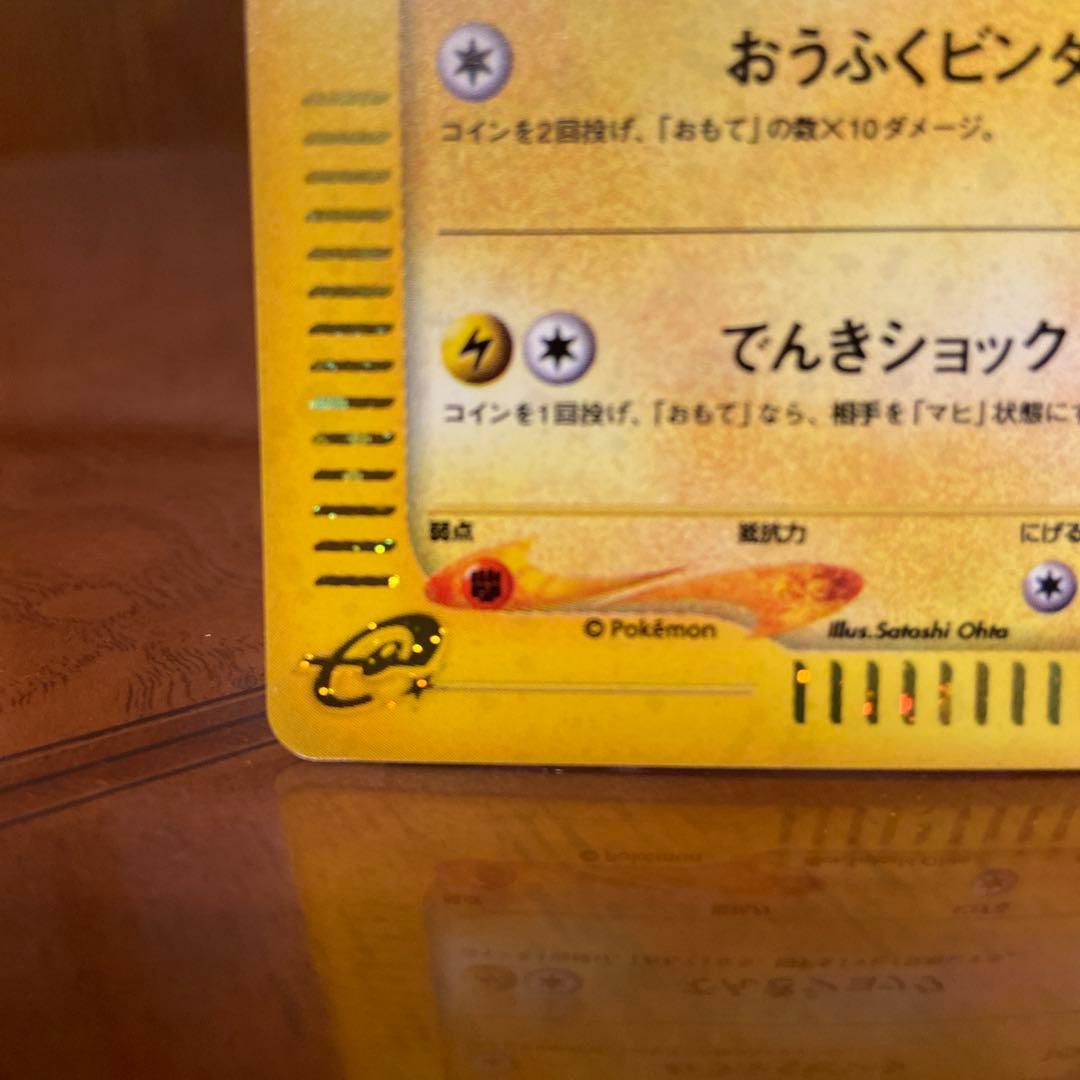 おうふくビンタ
コインを2回投げ、「おもて」の数×10ダメージ。
でんきショック
コインを1回投げ、「おもて」なら、相手を「マヒ」状態にす
弱点 抵抗力 にげる
© Pokémon Illus. Satoshi Ohta